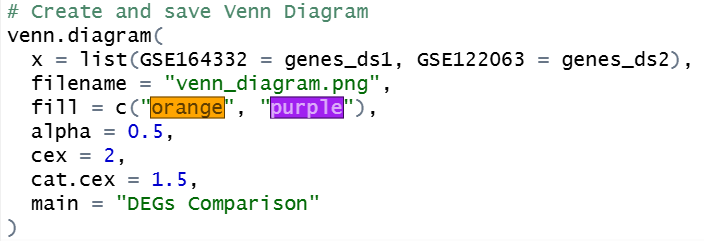 # Create and save Venn Diagram
venn.diagram(
  x = list(GSE164332 = genes_ds1, GSE122063 = genes_ds2),
  filename = "venn_diagram.png",
  fill = c("orange", "purple"),
  alpha = 0.5,
  cex = 2,
  cat.cex = 1.5,
  main = "DEGs Comparison"
)